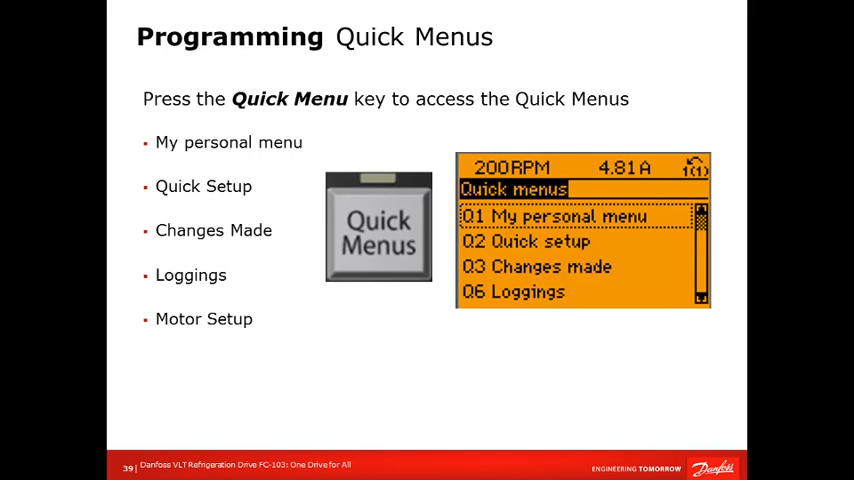 Programming Quick Menus
Press the Quick Menu key to access the Quick Menus
▪ My personal menu
▪ Quick Setup
▪ Changes Made
▪ Loggings
▪ Motor Setup
Quick
Menus
200RPM 4.81A 1(1)
Quick menus
Q1 My personal menu
Q2 Quick setup
Q3 Changes made
Q6 Loggings
39 | Danfoss VLT Refrigeration Drive FC-103: One Drive for All
ENGINEERING TOMORROW
Danfoss